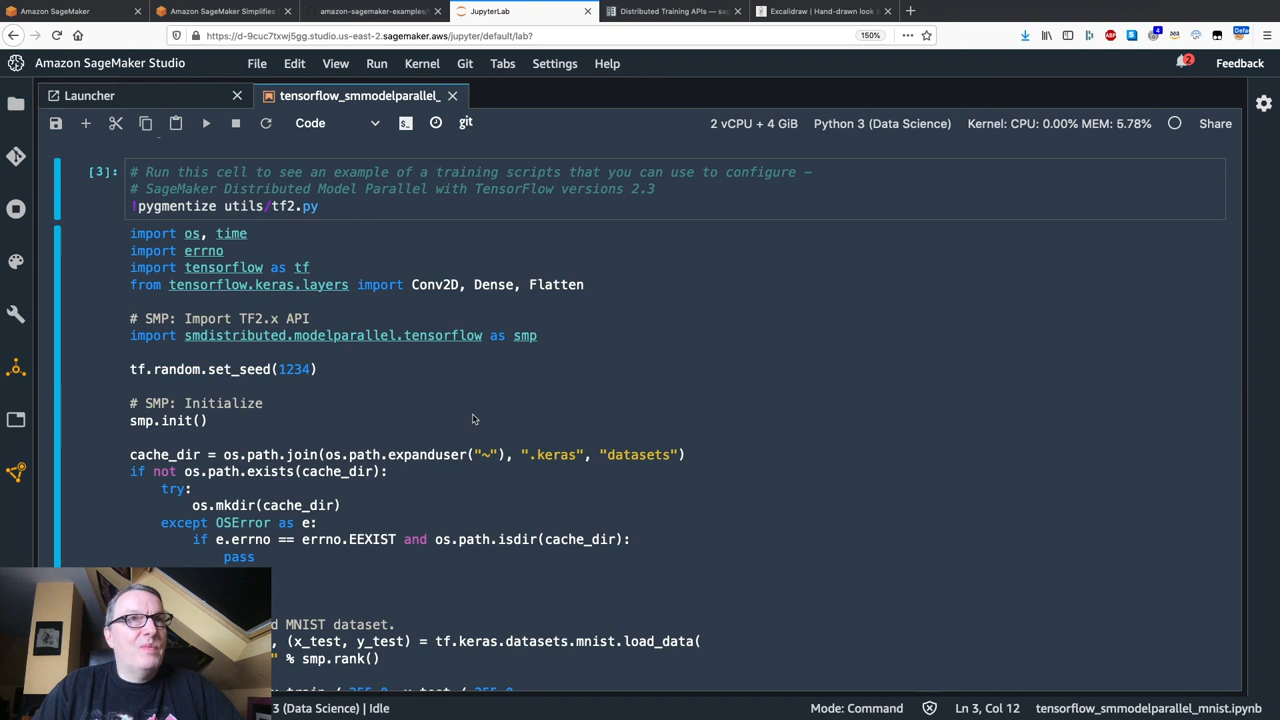 Amazon SageMaker
Amazon SageMaker Simplifies
amazon-sagemaker-examples/
JupyterLab
Distributed Training APIs — sag
Excalidraw | Hand-drawn look &
https://d-9cuc7txwj5gg.studio.us-east-2.sagemaker.aws/jupyter/default/lab?
150%
Amazon SageMaker Studio
File
Edit
View
Run
Kernel
Git
Tabs
Settings
Help
2
Feedback
Launcher
tensorflow_smmodelparallel_
Code
git
2 vCPU + 4 GiB
Python 3 (Data Science)
Kernel: CPU: 0.00% MEM: 5.78%
Share
[3]:
# Run this cell to see an example of a training scripts that you can use to configure –
# SageMaker Distributed Model Parallel with TensorFlow versions 2.3
!pygmentize utils/tf2.py
import os, time
import errno
import tensorflow as tf
from tensorflow.keras.layers import Conv2D, Dense, Flatten
# SMP: Import TF2.x API
import smdistributed.modelparallel.tensorflow as smp
tf.random.set_seed(1234)
# SMP: Initialize
smp.init()
cache_dir = os.path.join(os.path.expanduser("~"), ".keras", "datasets")
if not os.path.exists(cache_dir):
try:
os.mkdir(cache_dir)
except OSError as e:
if e.errno == errno.EEXIST and os.path.isdir(cache_dir):
pass
d MNIST dataset.
, (x_test, y_test) = tf.keras.datasets.mnist.load_data(
" % smp.rank()
3 (Data Science) | Idle
Mode: Command
Ln 3, Col 12
tensorflow_smmodelparallel_mnist.ipynb